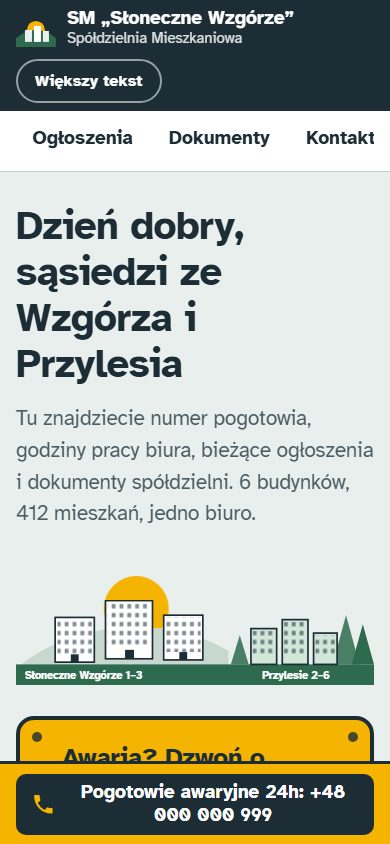 SM „Słoneczne Wzgórze”
Spółdzielnia Mieszkaniowa
Większy tekst
Ogłoszenia Dokumenty Kontakt
Dzień dobry,
sąsiedzi ze
Wzgórza i
Przylesia
Tu znajdziecie numer pogotowia,
godziny pracy biura, bieżące ogłoszenia
i dokumenty spółdzielni. 6 budynków,
412 mieszkań, jedno biuro.
Słoneczne Wzgórze 1–3 Przylesie 2–6
Awaria? Dzwoń o
Pogotowie awaryjne 24h: +48
000 000 999